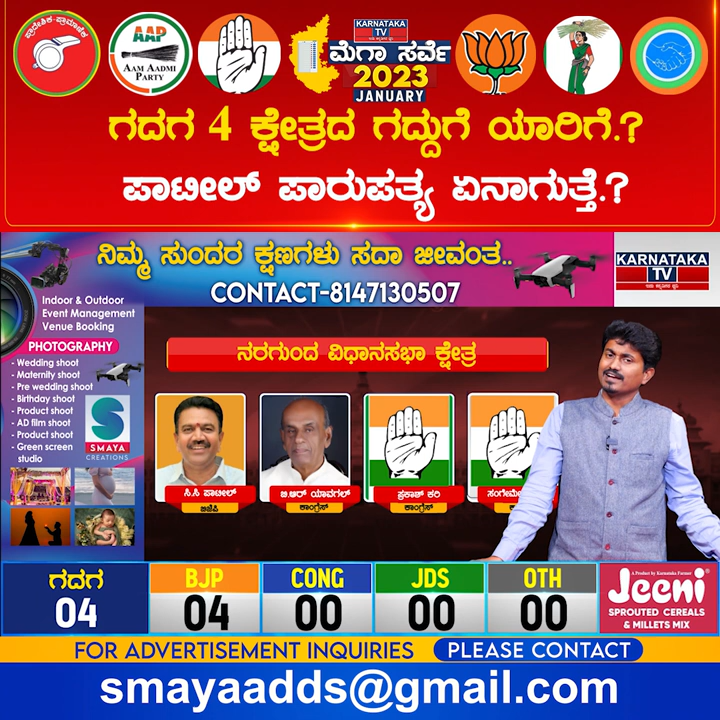 ಪ್ರಾದೇಶಿಕ-ಪ್ರಾಮಾಣಿಕ
AAP
AAM AADMI
PARTY
KARNATAKA
TV
ಮೆಗಾ ಸರ್ವೆ
2023
JANUARY
ಗದಗ 4 ಕ್ಷೇತ್ರದ ಗದ್ದುಗೆ ಯಾರಿಗೆ.?
ಪಾಟೀಲ್ ಪಾರುಪತ್ಯ ಏನಾಗುತ್ತೆ.?
ನಿಮ್ಮ ಸುಂದರ ಕ್ಷಣಗಳು ಸದಾ ಜೀವಂತ..
CONTACT-8147130507
KARNATAKA
TV
Indoor & Outdoor
Event Management
Venue Booking
PHOTOGRAPHY
- Wedding shoot
- Maternity shoot
- Pre wedding shoot
- Birthday shoot
- Product shoot
- AD film shoot
- Product shoot
- Green screen
studio
S
SMAYA
CREATIONS
ನರಗುಂದ ವಿಧಾನಸಭಾ ಕ್ಷೇತ್ರ
ಸಿ.ಸಿ ಪಾಟೀಲ್
ಬಿಜೆಪಿ
ಬಿ.ಆರ್ ಯಾವಗಲ್
ಕಾಂಗ್ರೆಸ್
ಪ್ರಕಾಶ್ ಕರಿ
ಕಾಂಗ್ರೆಸ್
ಗದಗ BJP CONG JDS OTH
04 04 00 00 00
A Product by Karnataka Farmer
Jeeni
SPROUTED CEREALS
& MILLETS MIX
FOR ADVERTISEMENT INQUIRIES PLEASE CONTACT
smayaadds@gmail.com